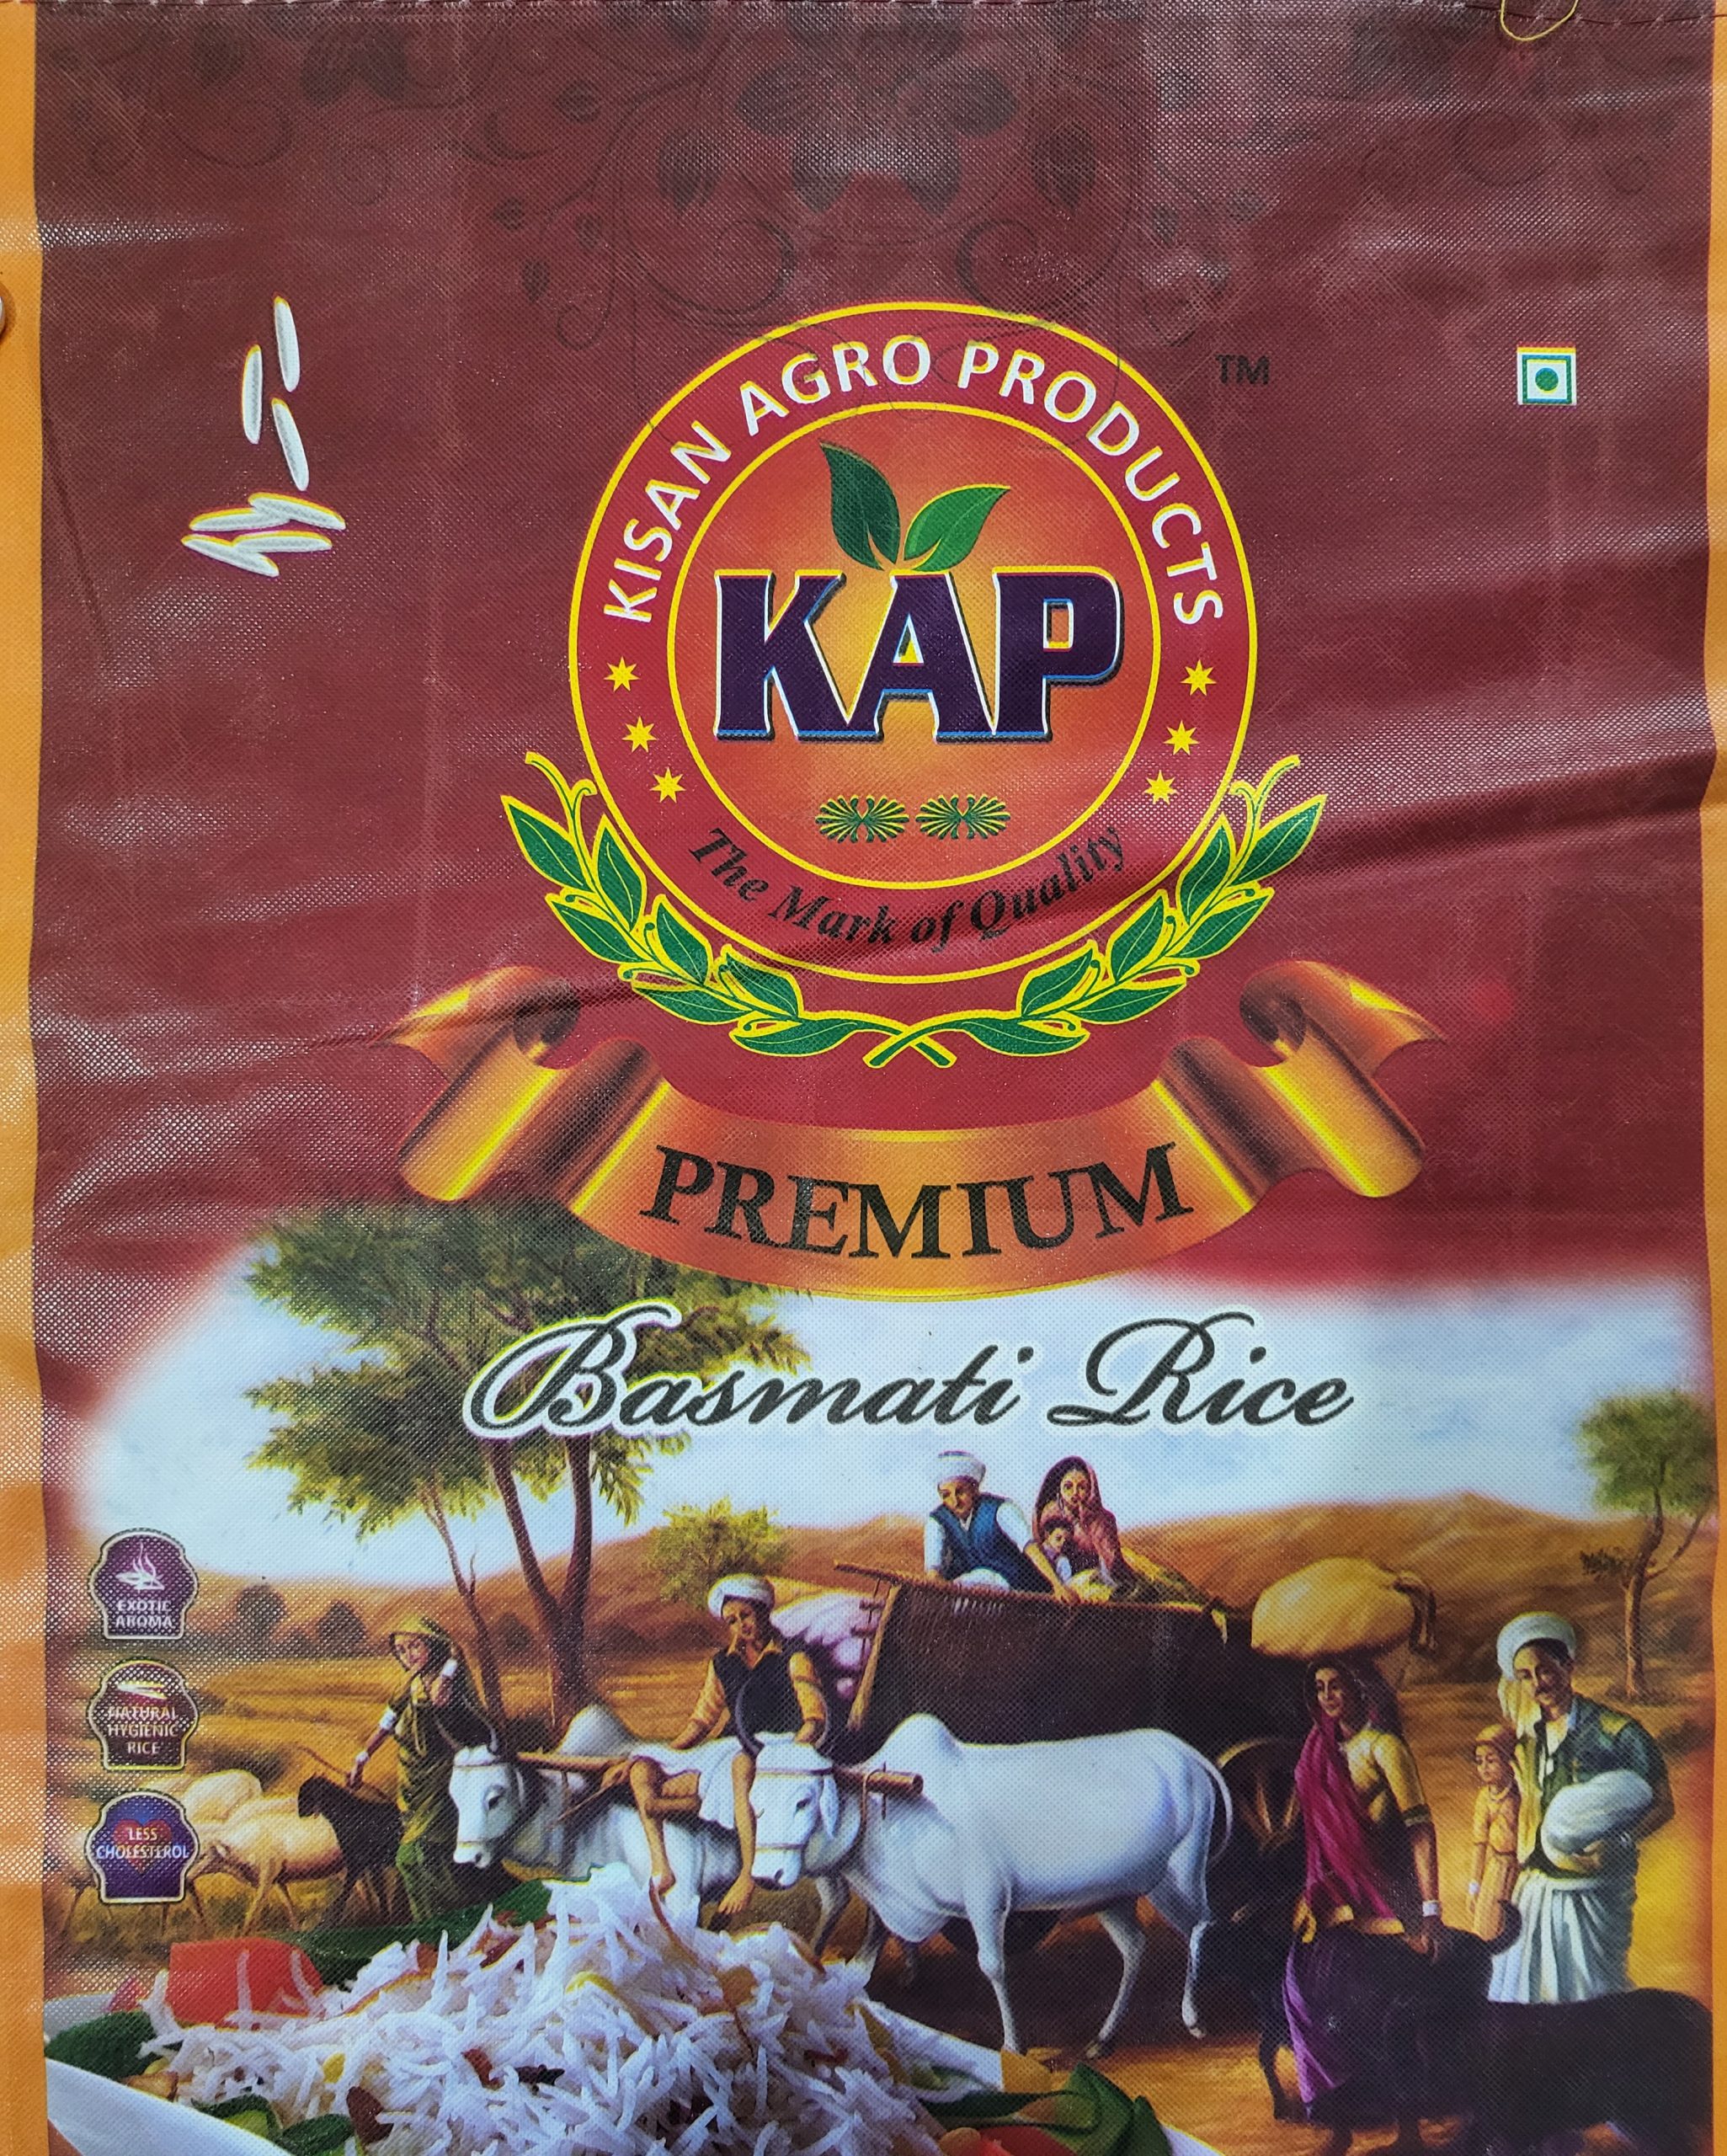 KISAN AGRO PRODUCTS
TM
KAP
The Mark of Quality
PREMIUM
Basmati Rice
EXOTIC
AROMA
NATURAL
HYGIENIC
RICE
LESS
CHOLESTEROL